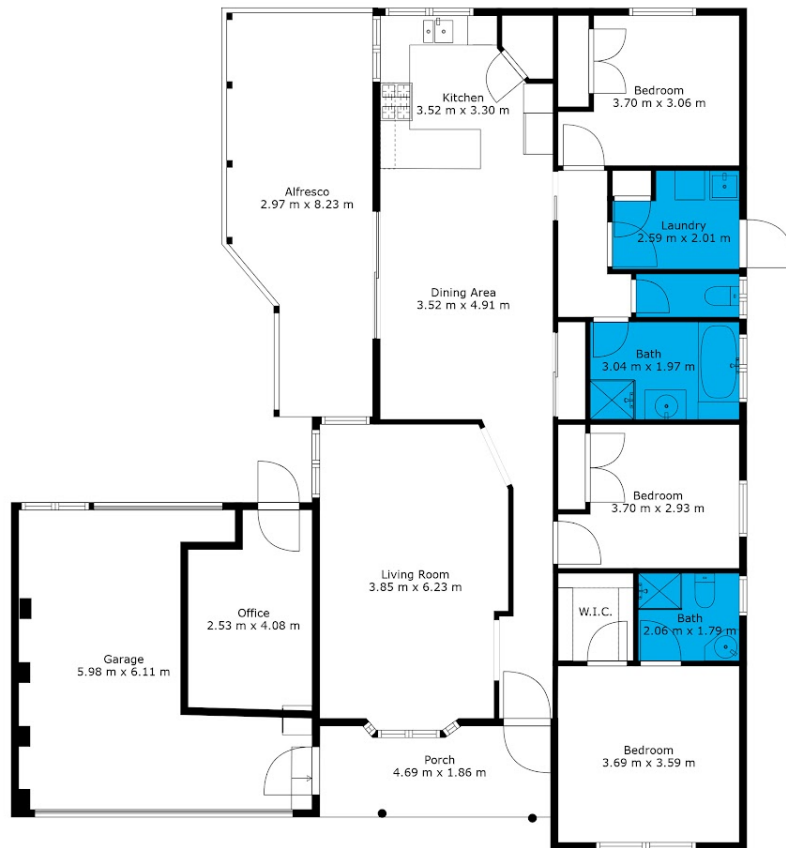 Kitchen
3.52 m x 3.30 m
Bedroom
3.70 m x 3.06 m
Alfresco
2.97 m x 8.23 m
Laundry
2.59 m x 2.01 m
Dining Area
3.52 m x 4.91 m
Bath
3.04 m x 1.97 m
Bedroom
3.70 m x 2.93 m
Living Room
3.85 m x 6.23 m
Office
2.53 m x 4.08 m
W.I.C.
Bath
2.06 m x 1.79 m
Garage
5.98 m x 6.11 m
Porch
4.69 m x 1.86 m
Bedroom
3.69 m x 3.59 m